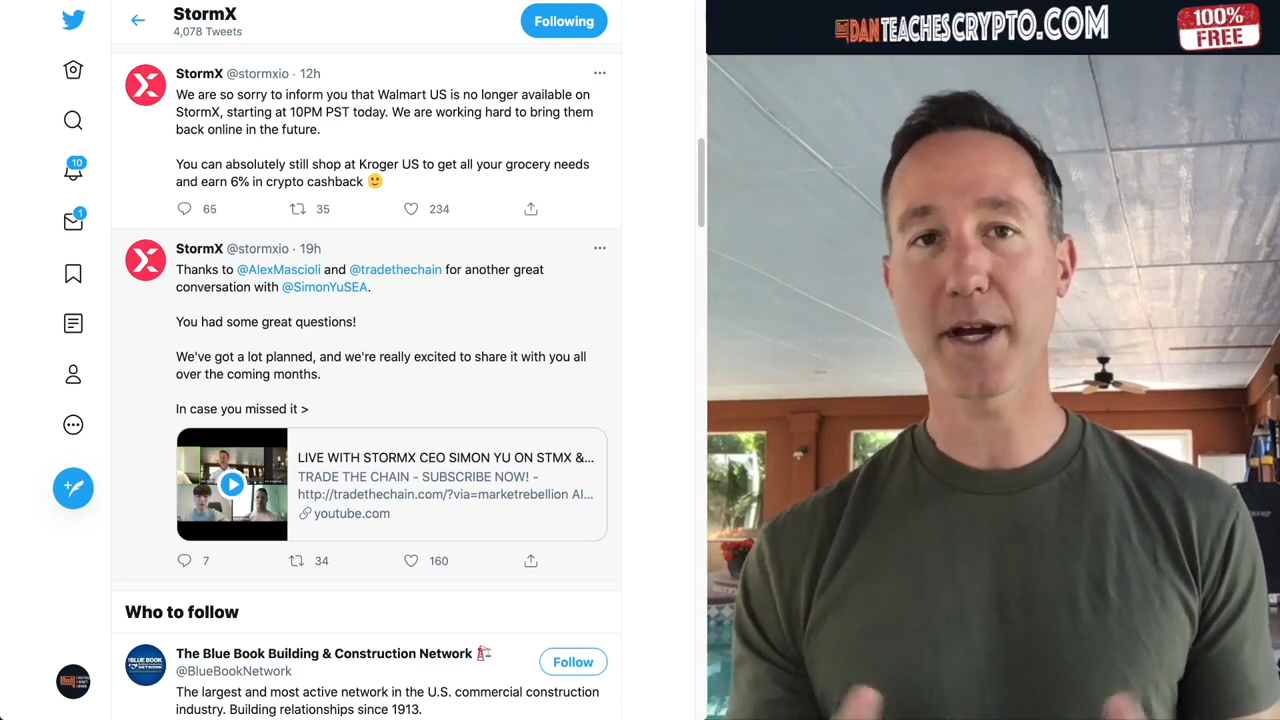 StormX
4,078 Tweets
Following
StormX @stormxio · 12h
We are so sorry to inform you that Walmart US is no longer available on
StormX, starting at 10PM PST today. We are working hard to bring them
back online in the future.
You can absolutely still shop at Kroger US to get all your grocery needs
and earn 6% in crypto cashback 🙂
65 35 234
StormX @stormxio · 19h
Thanks to @AlexMascioli and @tradethechain for another great
conversation with @SimonYuSEA.
You had some great questions!
We've got a lot planned, and we're really excited to share it with you all
over the coming months.
In case you missed it >
LIVE WITH STORMX CEO SIMON YU ON STMX &...
TRADE THE CHAIN - SUBSCRIBE NOW! -
http://tradethechain.com/?via=marketrebellion Al...
youtube.com
7 34 160
Who to follow
The Blue Book Building & Construction Network
@BlueBookNetwork
Follow
The largest and most active network in the U.S. commercial construction
industry. Building relationships since 1913.
10
1
DANTEACHESCRYPTO.COM
100%
FREE